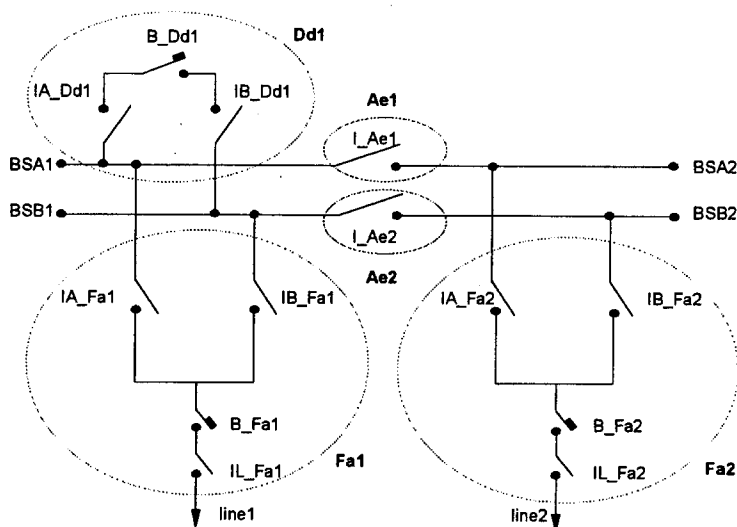 B_Dd1
Dd1
IA_Dd1
IB_Dd1
Ae1
I_Ae1
BSA1
BSA2
BSB1
BSB2
I_Ae2
Ae2
IA_Fa1
IB_Fa1
IA_Fa2
IB_Fa2
B_Fa1
B_Fa2
IL_Fa1
Fa1
IL_Fa2
Fa2
line1
line2